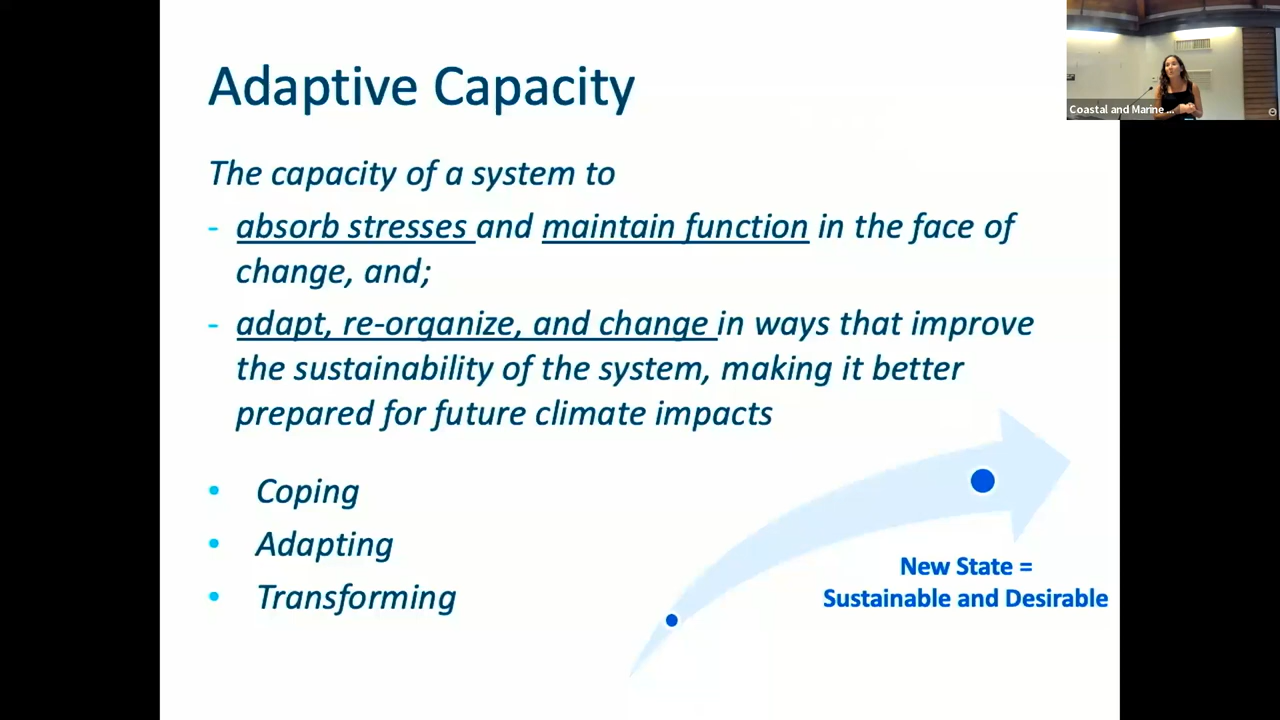 Adaptive Capacity
The capacity of a system to
- absorb stresses and maintain function in the face of
change, and;
- adapt, re-organize, and change in ways that improve
the sustainability of the system, making it better
prepared for future climate impacts
• Coping
• Adapting
• Transforming
New State =
Sustainable and Desirable
Coastal and Marine ...